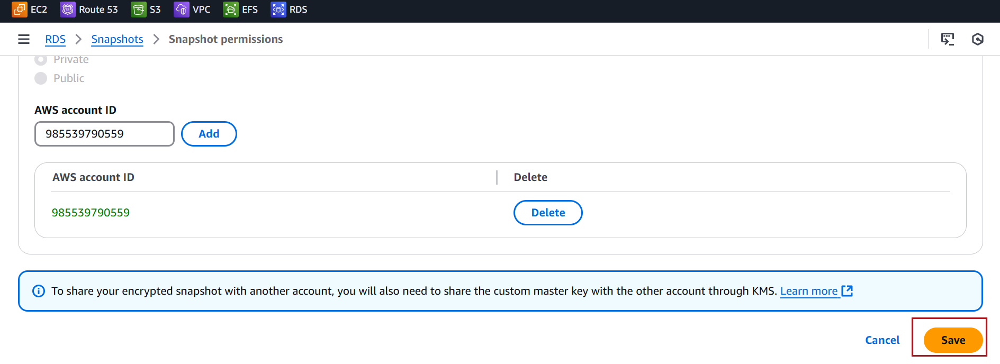 EC2 Route 53 S3 VPC EFS RDS
RDS Snapshots Snapshot permissions
Private
Public
AWS account ID
985539790559 Add
AWS account ID Delete
985539790559 Delete
To share your encrypted snapshot with another account, you will also need to share the custom master key with the other account through KMS. Learn more
Cancel Save